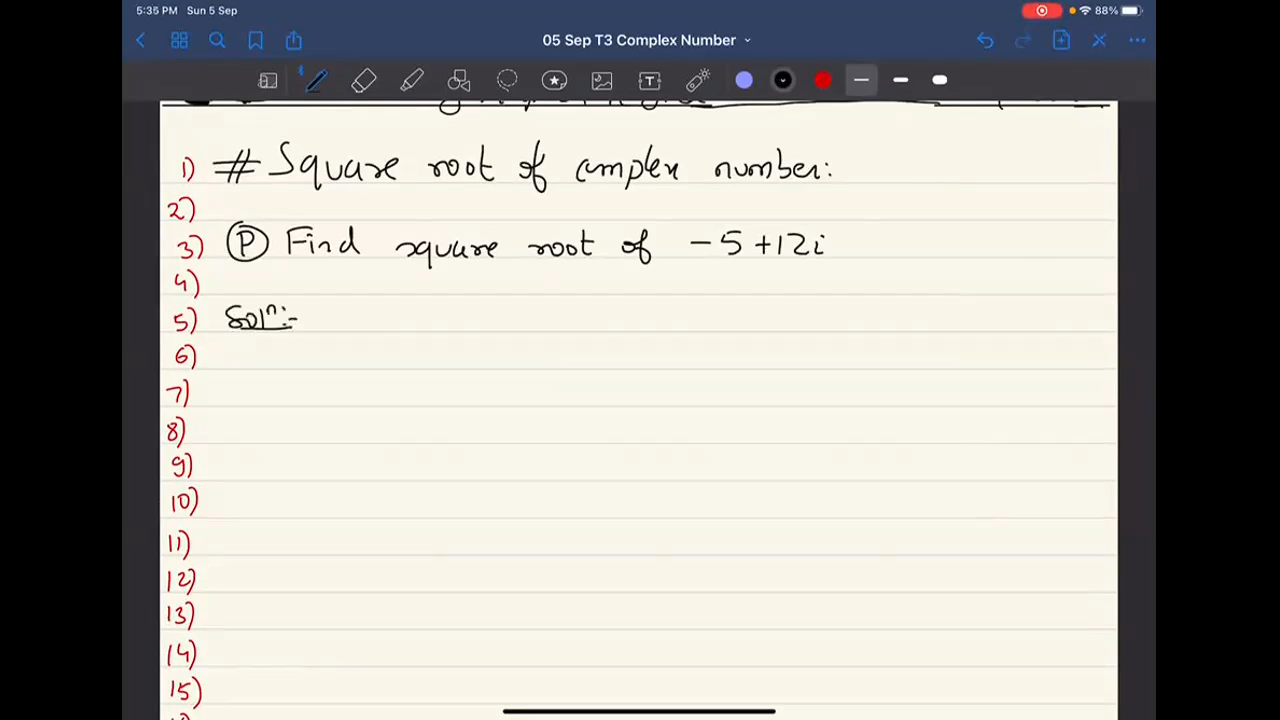 5:35 PM Sun 5 Sep
88%
05 Sep T3 Complex Number
1) # Square root of complex number:
2)
3) (P) Find square root of -5+12i
4)
5) Solⁿ:-
6)
7)
8)
9)
10)
11)
12)
13)
14)
15)